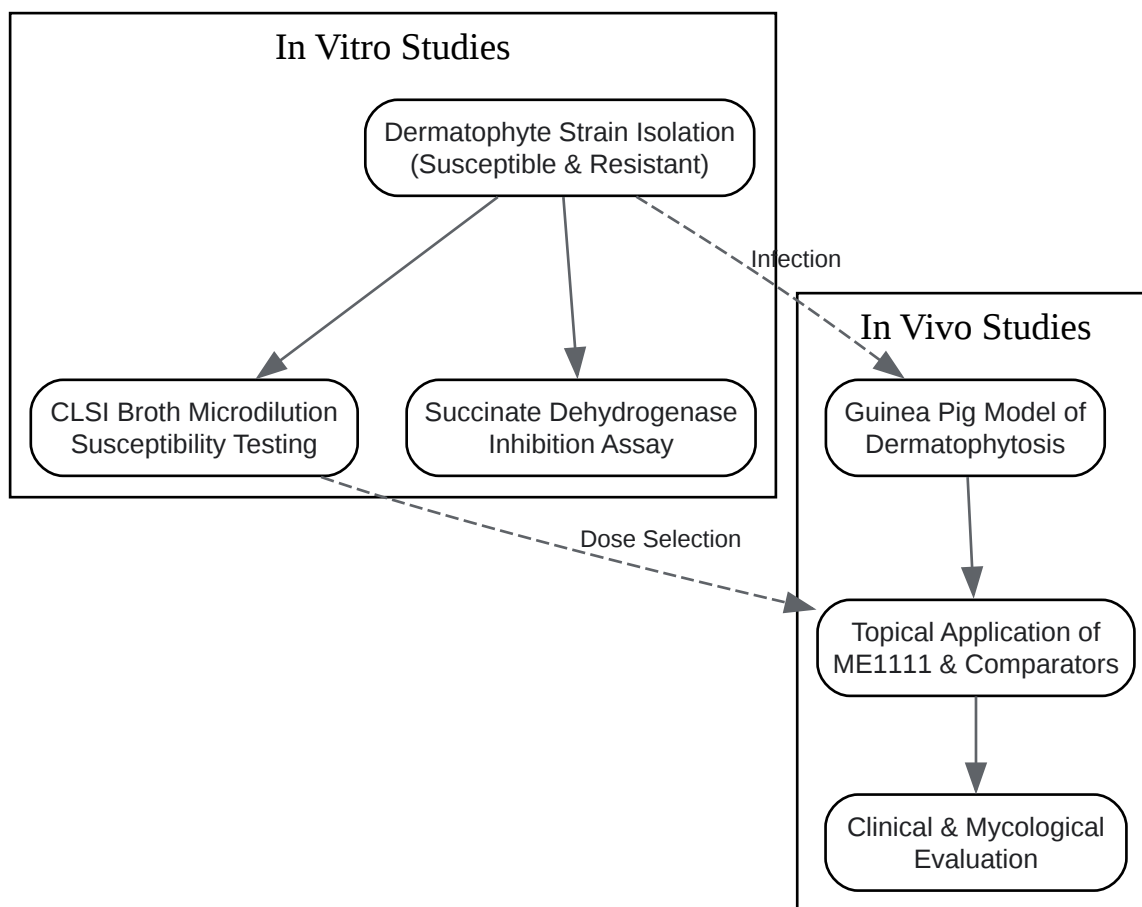 In Vitro Studies
Dermatophyte Strain Isolation
(Susceptible & Resistant)
Infection
In Vivo Studies
CLSI Broth Microdilution
Susceptibility Testing
Succinate Dehydrogenase
Inhibition Assay
Guinea Pig Model of
Dermatophytosis
Dose Selection
Topical Application of
ME1111 & Comparators
Clinical & Mycological
Evaluation